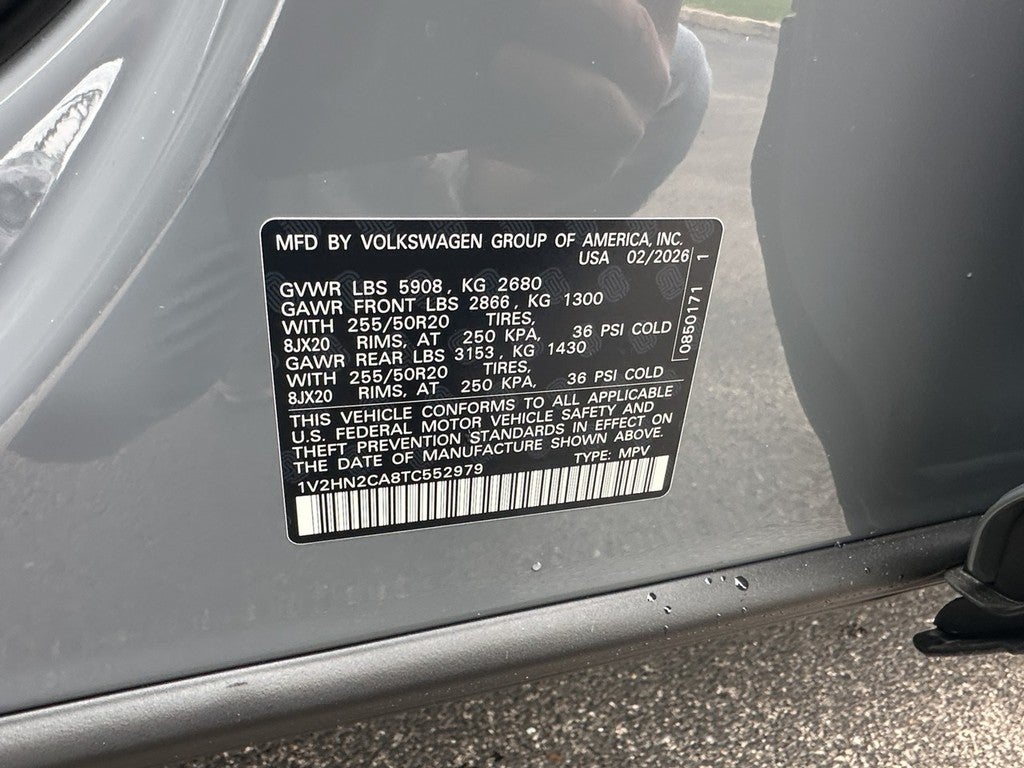 MFD BY VOLKSWAGEN GROUP OF AMERICA, INC.
USA 02/2026
GVWR LBS 5908, KG 2680
GAWR FRONT LBS 2866, KG 1300
WITH 255/50R20 TIRES,
8JX20 RIMS, AT 250 KPA, 36 PSI COLD
GAWR REAR LBS 3153, KG 1430
WITH 255/50R20 TIRES,
8JX20 RIMS, AT 250 KPA, 36 PSI COLD
THIS VEHICLE CONFORMS TO ALL APPLICABLE
U.S. FEDERAL MOTOR VEHICLE SAFETY AND
THEFT PREVENTION STANDARDS IN EFFECT ON
THE DATE OF MANUFACTURE SHOWN ABOVE.
1V2HN2CA8TC552979 TYPE: MPV
0850171 1